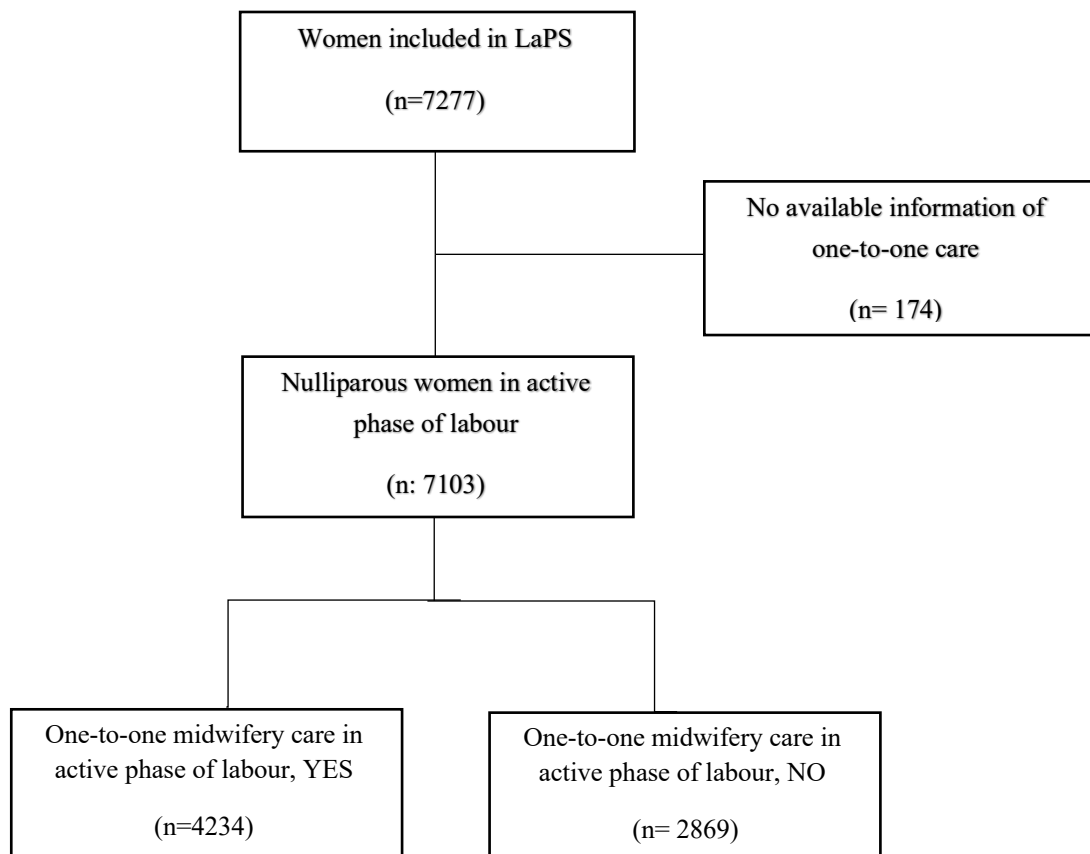 Women included in LaPS
(n=7277)
No available information of
one-to-one care
(n= 174)
Nulliparous women in active
phase of labour
(n: 7103)
One-to-one midwifery care in
active phase of labour, YES
(n=4234)
One-to-one midwifery care in
active phase of labour, NO
(n= 2869)